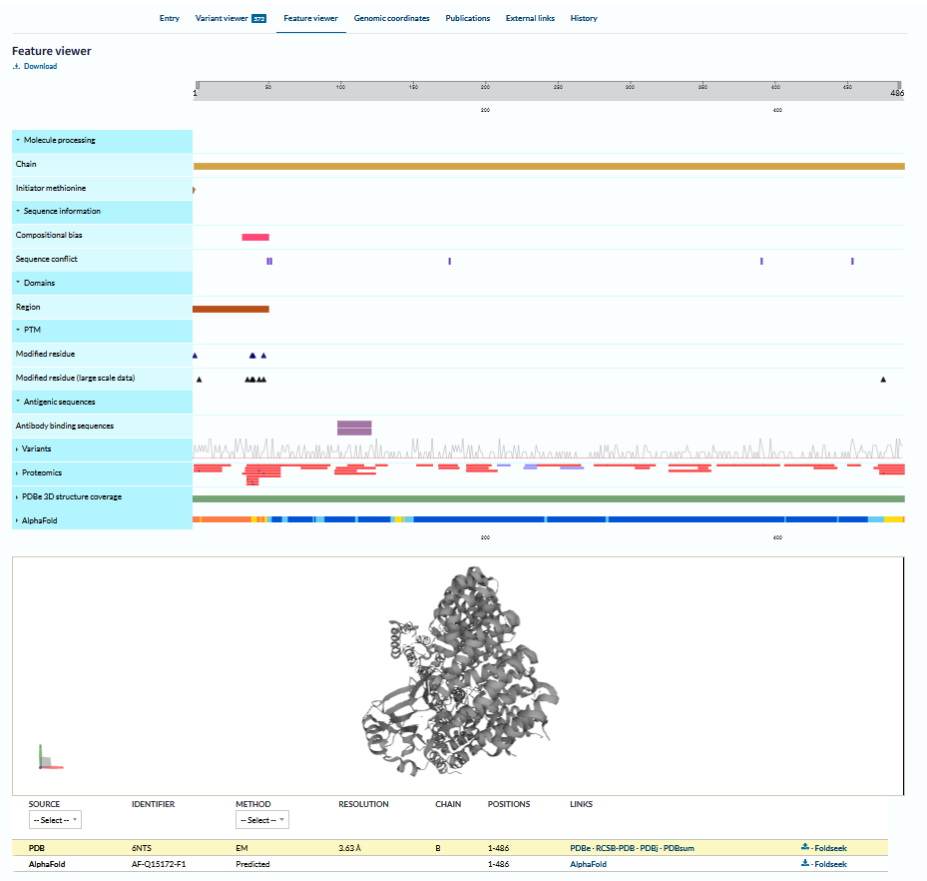 Entry Variant viewer 572 Feature viewer Genomic coordinates Publications External links History
Feature viewer
Download
50 100 150 200 250 300 350 400 450
1 486
200 400
Molecule processing
Chain
Initiator methionine
Sequence information
Compositional bias
Sequence conflict
Domains
Region
PTM
Modified residue
Modified residue (large scale data)
Antigenic sequences
Antibody binding sequences
Variants
Proteomics
PDBe 3D structure coverage
AlphaFold
200 400
SOURCE IDENTIFIER METHOD RESOLUTION CHAIN POSITIONS LINKS
-- Select -- -- Select --
PDB 6NTS EM 3.63 Å B 1-486 PDBe · RCSB-PDB · PDBj · PDBsum · Foldseek
AlphaFold AF-Q15172-F1 Predicted 1-486 AlphaFold · Foldseek